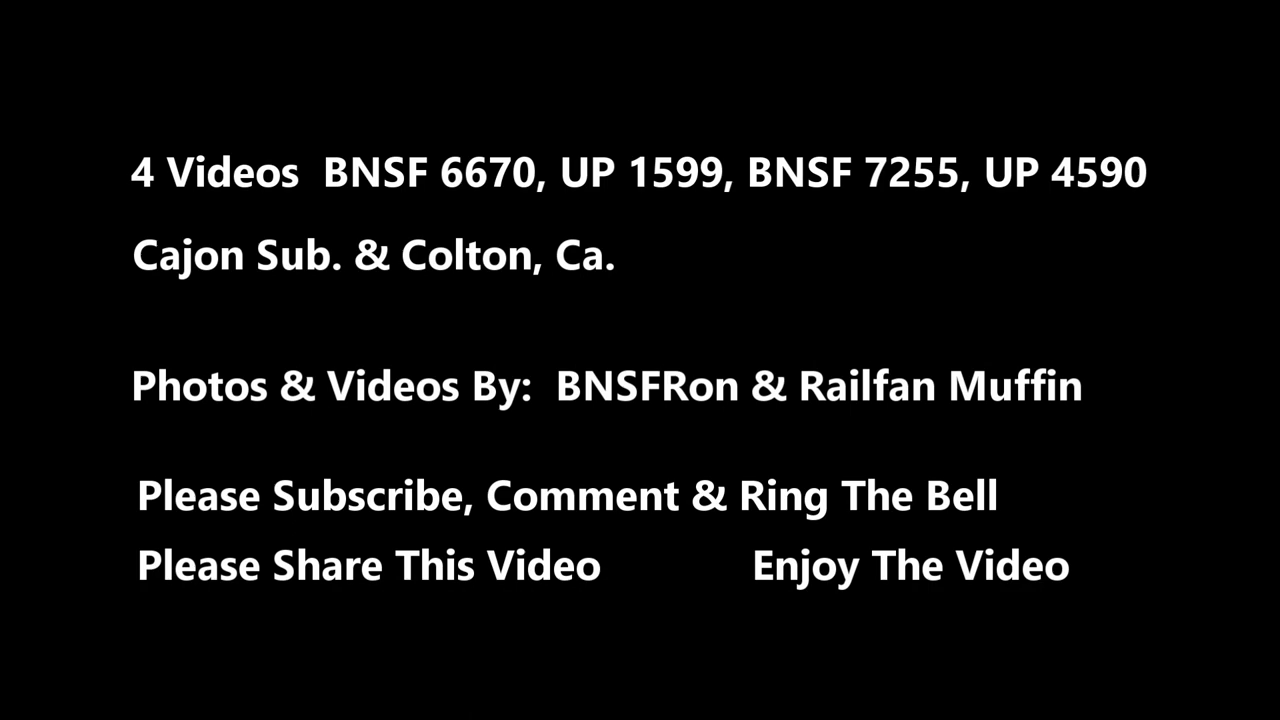 4 Videos  BNSF 6670, UP 1599, BNSF 7255, UP 4590
Cajon Sub. & Colton, Ca.
Photos & Videos By:  BNSFRon & Railfan Muffin
Please Subscribe, Comment & Ring The Bell
Please Share This Video Enjoy The Video